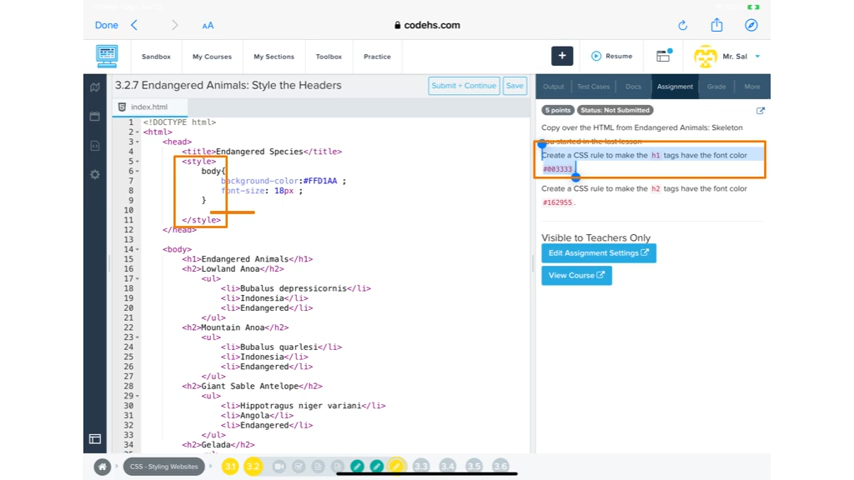 Done
AA
codehs.com
Sandbox
My Courses
My Sections
Toolbox
Practice
+
Resume
Mr. Sal
3.2.7 Endangered Animals: Style the Headers
Submit + Continue
Save
Output
Test Cases
Docs
Assignment
Grade
More
index.html
5 points
Status: Not Submitted
1 <!DOCTYPE html>
2 <html>
3 <head>
4 <title>Endangered Species</title>
5 <style>
6 body{
7 background-color:#FFD1AA ;
8 font-size: 18px ;
9 }
10
11 </style>
12 </head>
13
14 <body>
15 <h1>Endangered Animals</h1>
16 <h2>Lowland Anoa</h2>
17 <ul>
18 <li>Bubalus depressicornis</li>
19 <li>Indonesia</li>
20 <li>Endangered</li>
21 </ul>
22 <h2>Mountain Anoa</h2>
23 <ul>
24 <li>Bubalus quarlesi</li>
25 <li>Indonesia</li>
26 <li>Endangered</li>
27 </ul>
28 <h2>Giant Sable Antelope</h2>
29 <ul>
30 <li>Hippotragus niger variani</li>
31 <li>Angola</li>
32 <li>Endangered</li>
33 </ul>
34 <h2>Gelada</h2>
Copy over the HTML from Endangered Animals: Skeleton
you started in the last lesson
Create a CSS rule to make the h1 tags have the font color
#003333.
Create a CSS rule to make the h2 tags have the font color
#162955.
Visible to Teachers Only
Edit Assignment Settings
View Course
CSS - Styling Websites
3.1
3.2
3.3
3.4
3.5
3.6